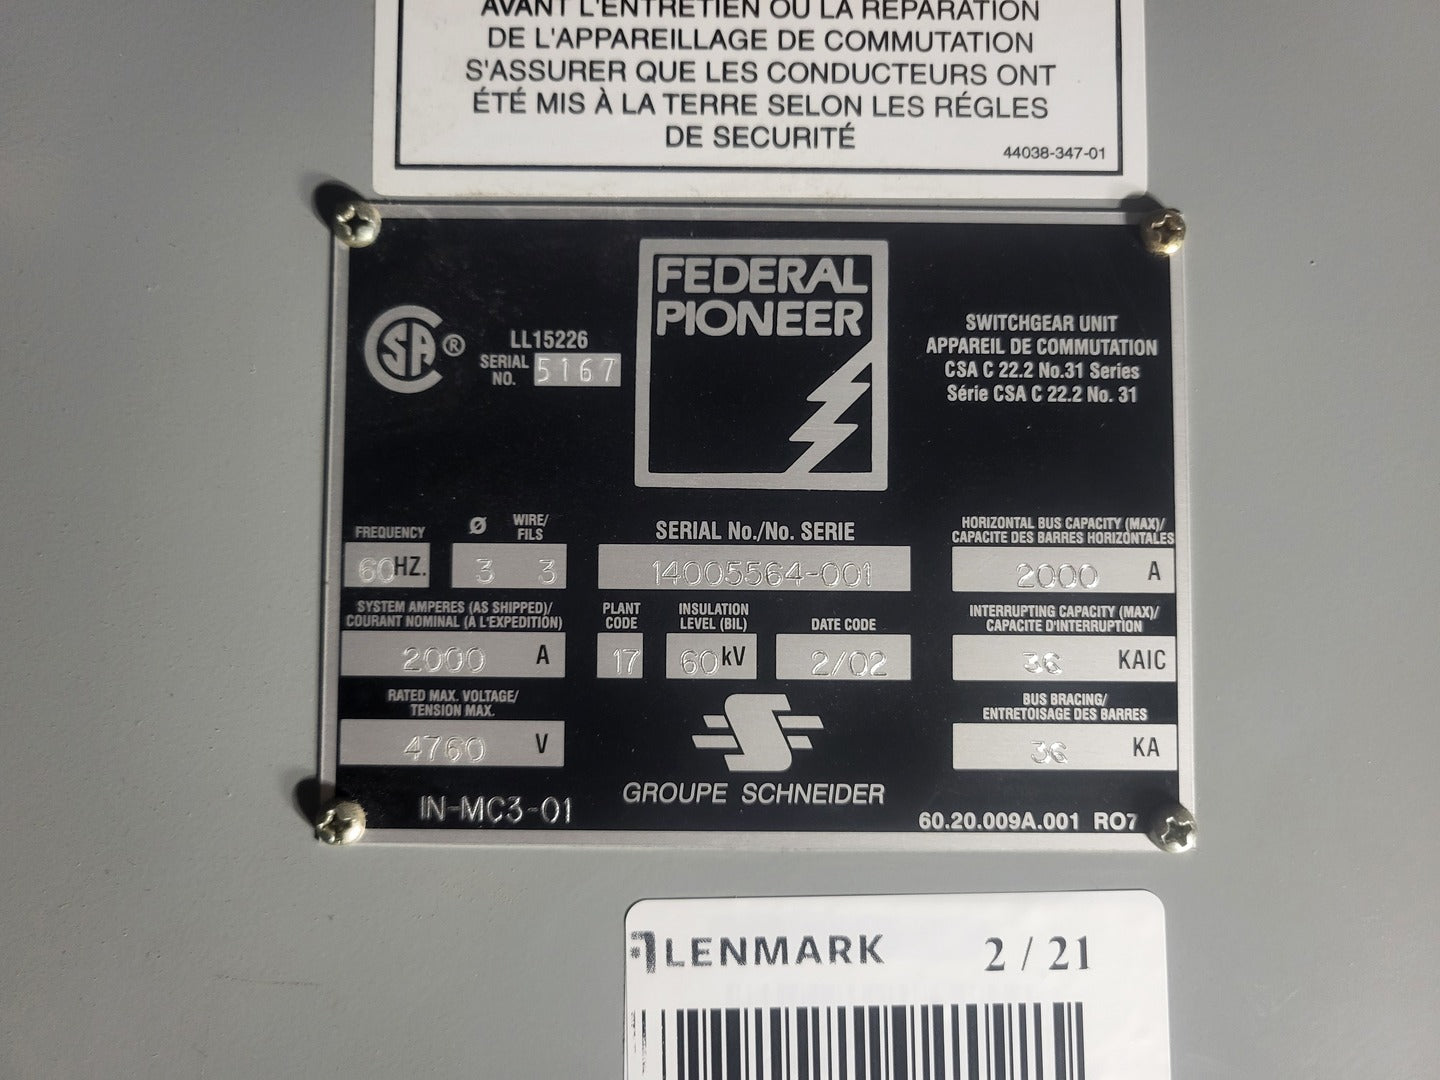 AVANT L'ENTRETIEN OU LA RÉPARATION
DE L'APPAREILLAGE DE COMMUTATION
S'ASSURER QUE LES CONDUCTEURS ONT
ÉTÉ MIS À LA TERRE SELON LES RÉGLES
DE SECURITÉ
44038-347-01
FEDERAL
PIONEER
CSA ®
LL15226
SERIAL NO. 5167
SWITCHGEAR UNIT
APPAREIL DE COMMUTATION
CSA C 22.2 No.31 Series
Série CSA C 22.2 No. 31
FREQUENCY
60 HZ.
Ø WIRE/ FILS
3 3
SERIAL No./No. SERIE
14005564-001
HORIZONTAL BUS CAPACITY (MAX)/
CAPACITE DES BARRES HORIZONTALES
2000 A
SYSTEM AMPERES (AS SHIPPED)/
COURANT NOMINAL (À L'EXPEDITION)
2000 A
PLANT
CODE
17
INSULATION
LEVEL (BIL)
60 kV
DATE CODE
2/02
INTERRUPTING CAPACITY (MAX)/
CAPACITE D'INTERRUPTION
36 KAIC
RATED MAX. VOLTAGE/
TENSION MAX.
4760 V
BUS BRACING/
ENTRETOISAGE DES BARRES
36 KA
IN-MC3-01
GROUPE SCHNEIDER
60.20.009A.001 RO7
LENMARK 2 / 21